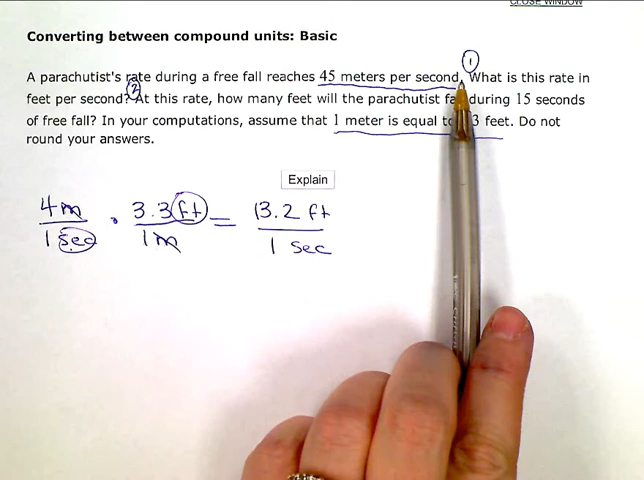 CLOSE WINDOW
Converting between compound units: Basic
A parachutist's rate during a free fall reaches 45 meters per second. What is this rate in
feet per second? At this rate, how many feet will the parachutist fa during 15 seconds
of free fall? In your computations, assume that 1 meter is equal to 3 feet. Do not
round your answers.
1
2
Explain
4m / 1 sec · 3.3 ft / 1m = 13.2 ft / 1 sec